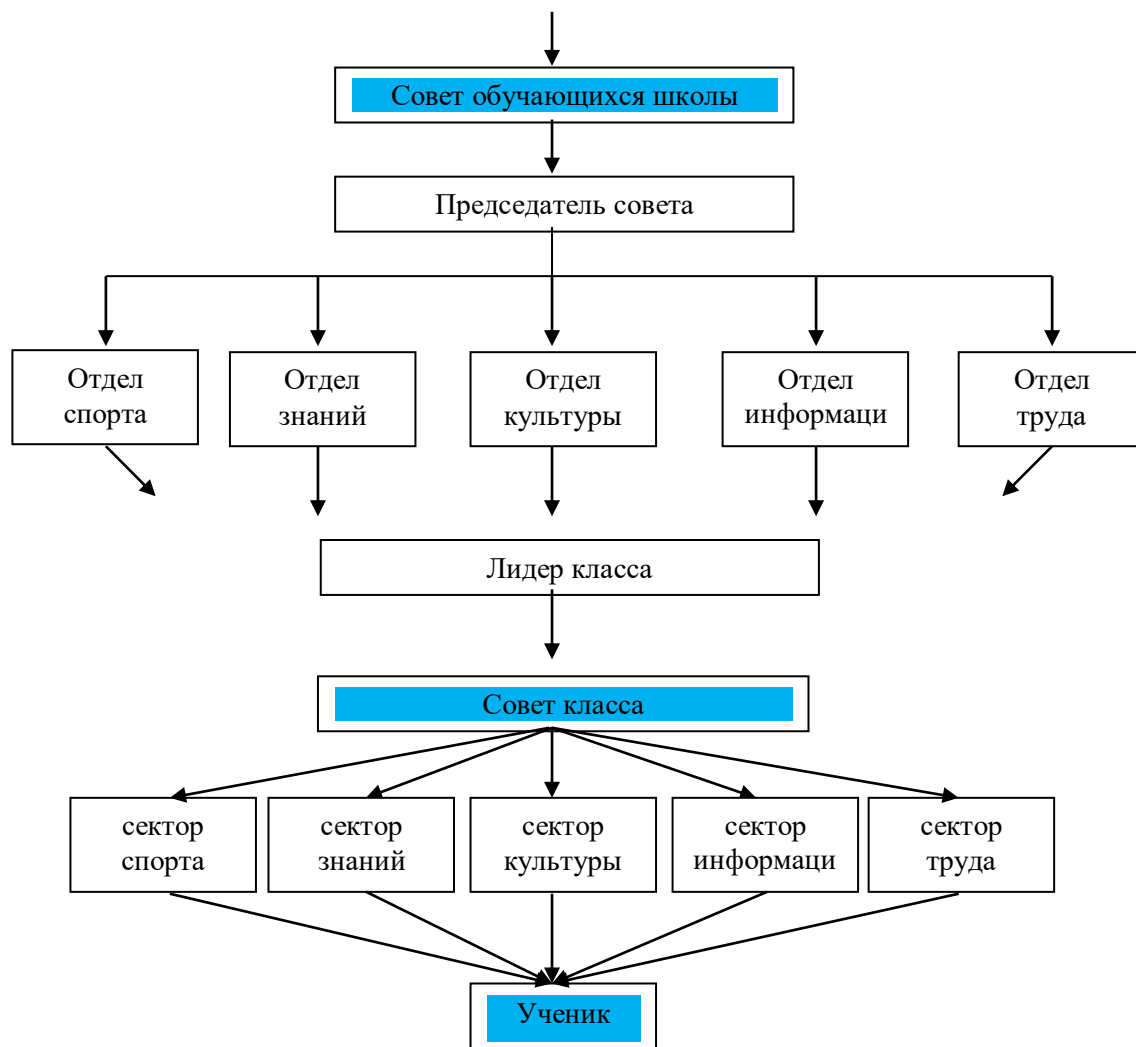 Совет обучающихся школы
Председатель совета
Отдел
спорта
Отдел
знаний
Отдел
культуры
Отдел
информаци
Отдел
труда
Лидер класса
Совет класса
сектор
спорта
сектор
знаний
сектор
культуры
сектор
информаци
сектор
труда
Ученик